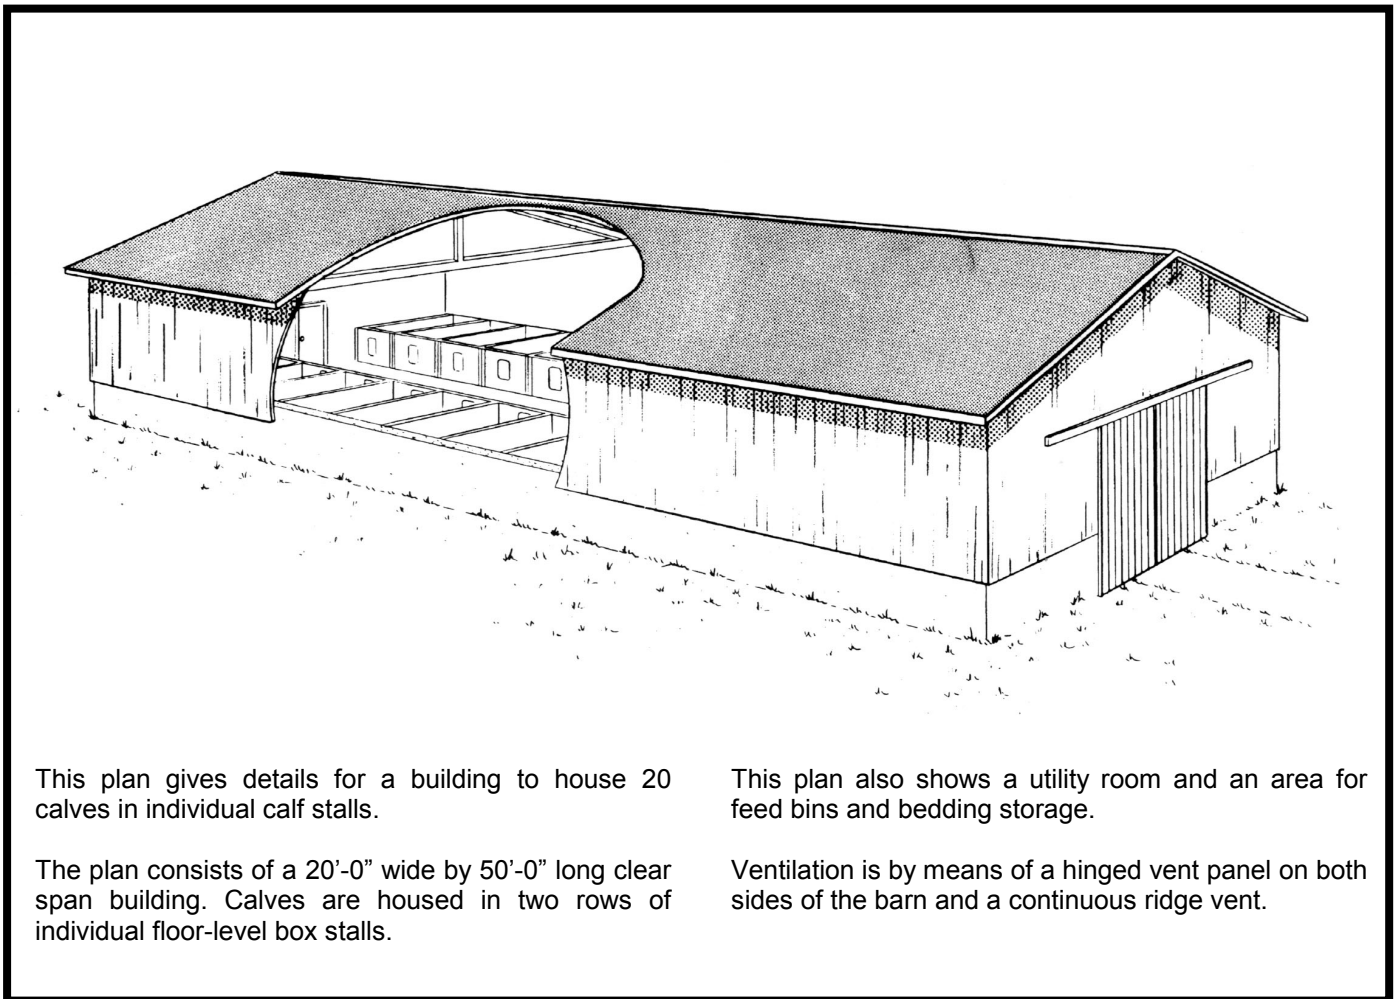 This plan gives details for a building to house 20
calves in individual calf stalls.
The plan consists of a 20’-0” wide by 50’-0” long clear
span building. Calves are housed in two rows of
individual floor-level box stalls.
This plan also shows a utility room and an area for
feed bins and bedding storage.
Ventilation is by means of a hinged vent panel on both
sides of the barn and a continuous ridge vent.